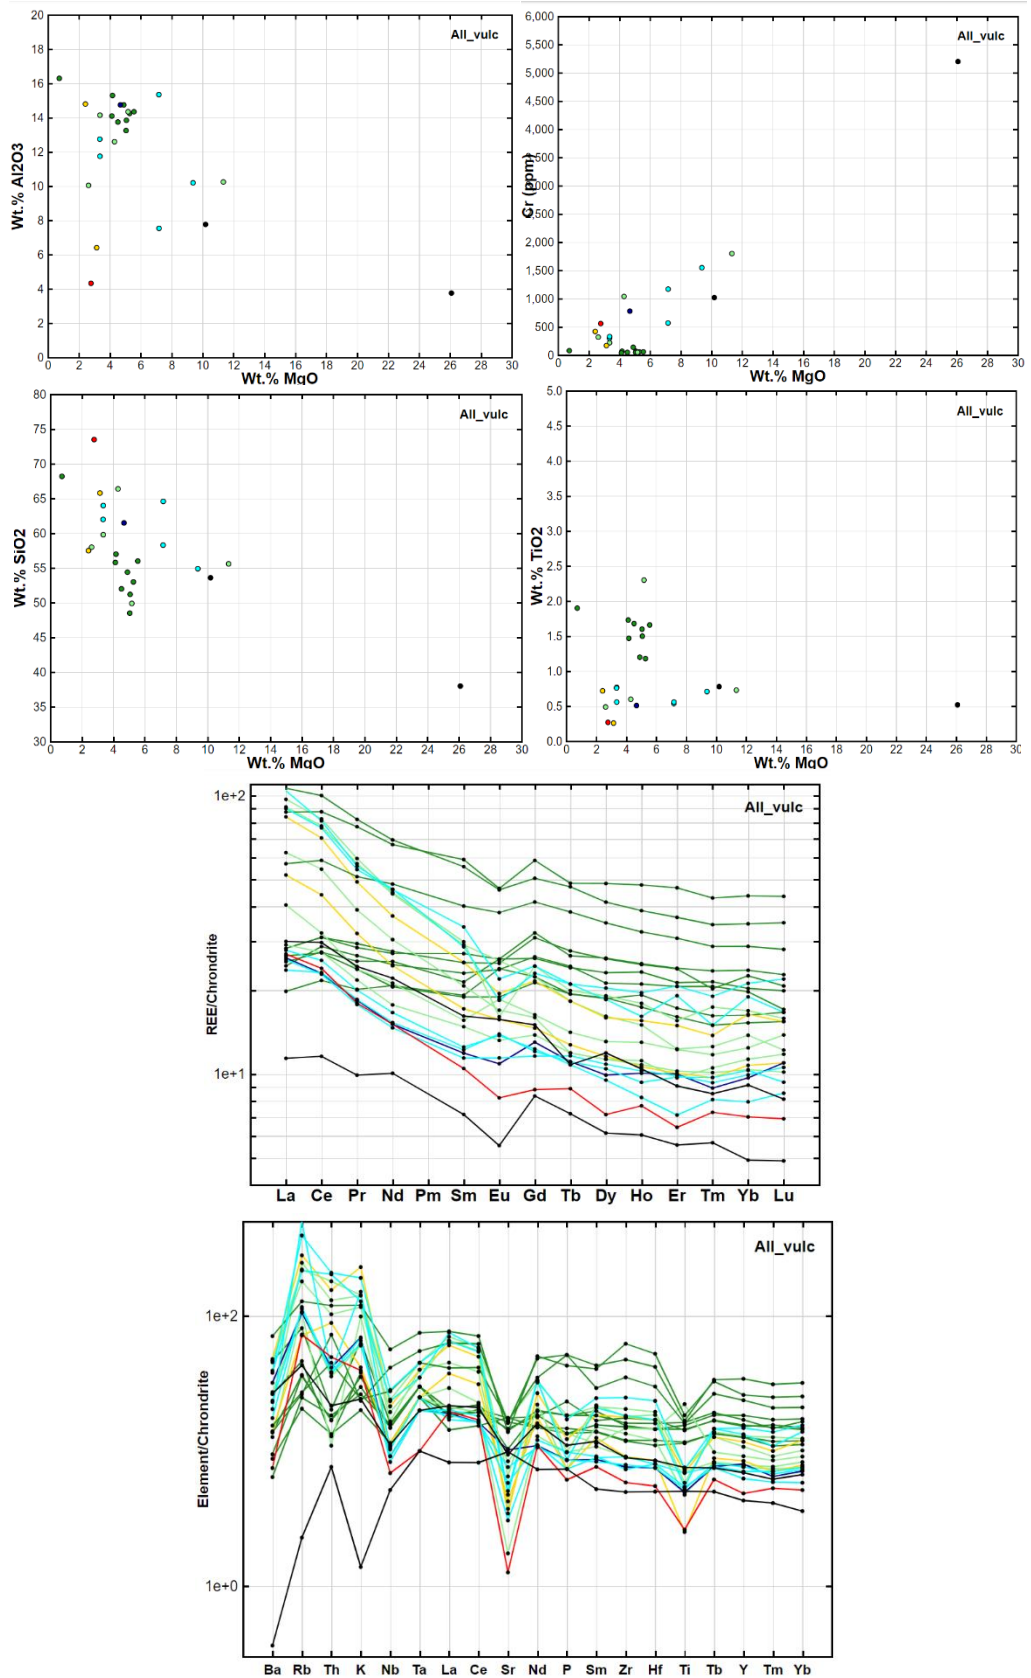 All_vulc
Wt.% Al2O3
20
18
16
14
12
10
8
6
4
2
0
0 2 4 6 8 10 12 14 16 18 20 22 24 26 28 30
Wt.% MgO
All_vulc
Cr (ppm)
6,000
5,500
5,000
4,500
4,000
3,500
3,000
2,500
2,000
1,500
1,000
500
0
0 2 4 6 8 10 12 14 16 18 20 22 24 26 28 30
Wt.% MgO
All_vulc
Wt.% SiO2
80
75
70
65
60
55
50
45
40
35
30
0 2 4 6 8 10 12 14 16 18 20 22 24 26 28 30
Wt.% MgO
All_vulc
Wt.% TiO2
5.0
4.5
4.0
3.5
3.0
2.5
2.0
1.5
1.0
0.5
0.0
0 2 4 6 8 10 12 14 16 18 20 22 24 26 28 30
Wt.% MgO
All_vulc
REE/Chrondrite
1e+2
1e+1
La Ce Pr Nd Pm Sm Eu Gd Tb Dy Ho Er Tm Yb Lu
All_vulc
Element/Chrondrite
1e+2
1e+0
Ba Rb Th K Nb Ta La Ce Sr Nd P Sm Zr Hf Ti Tb Y Tm Yb